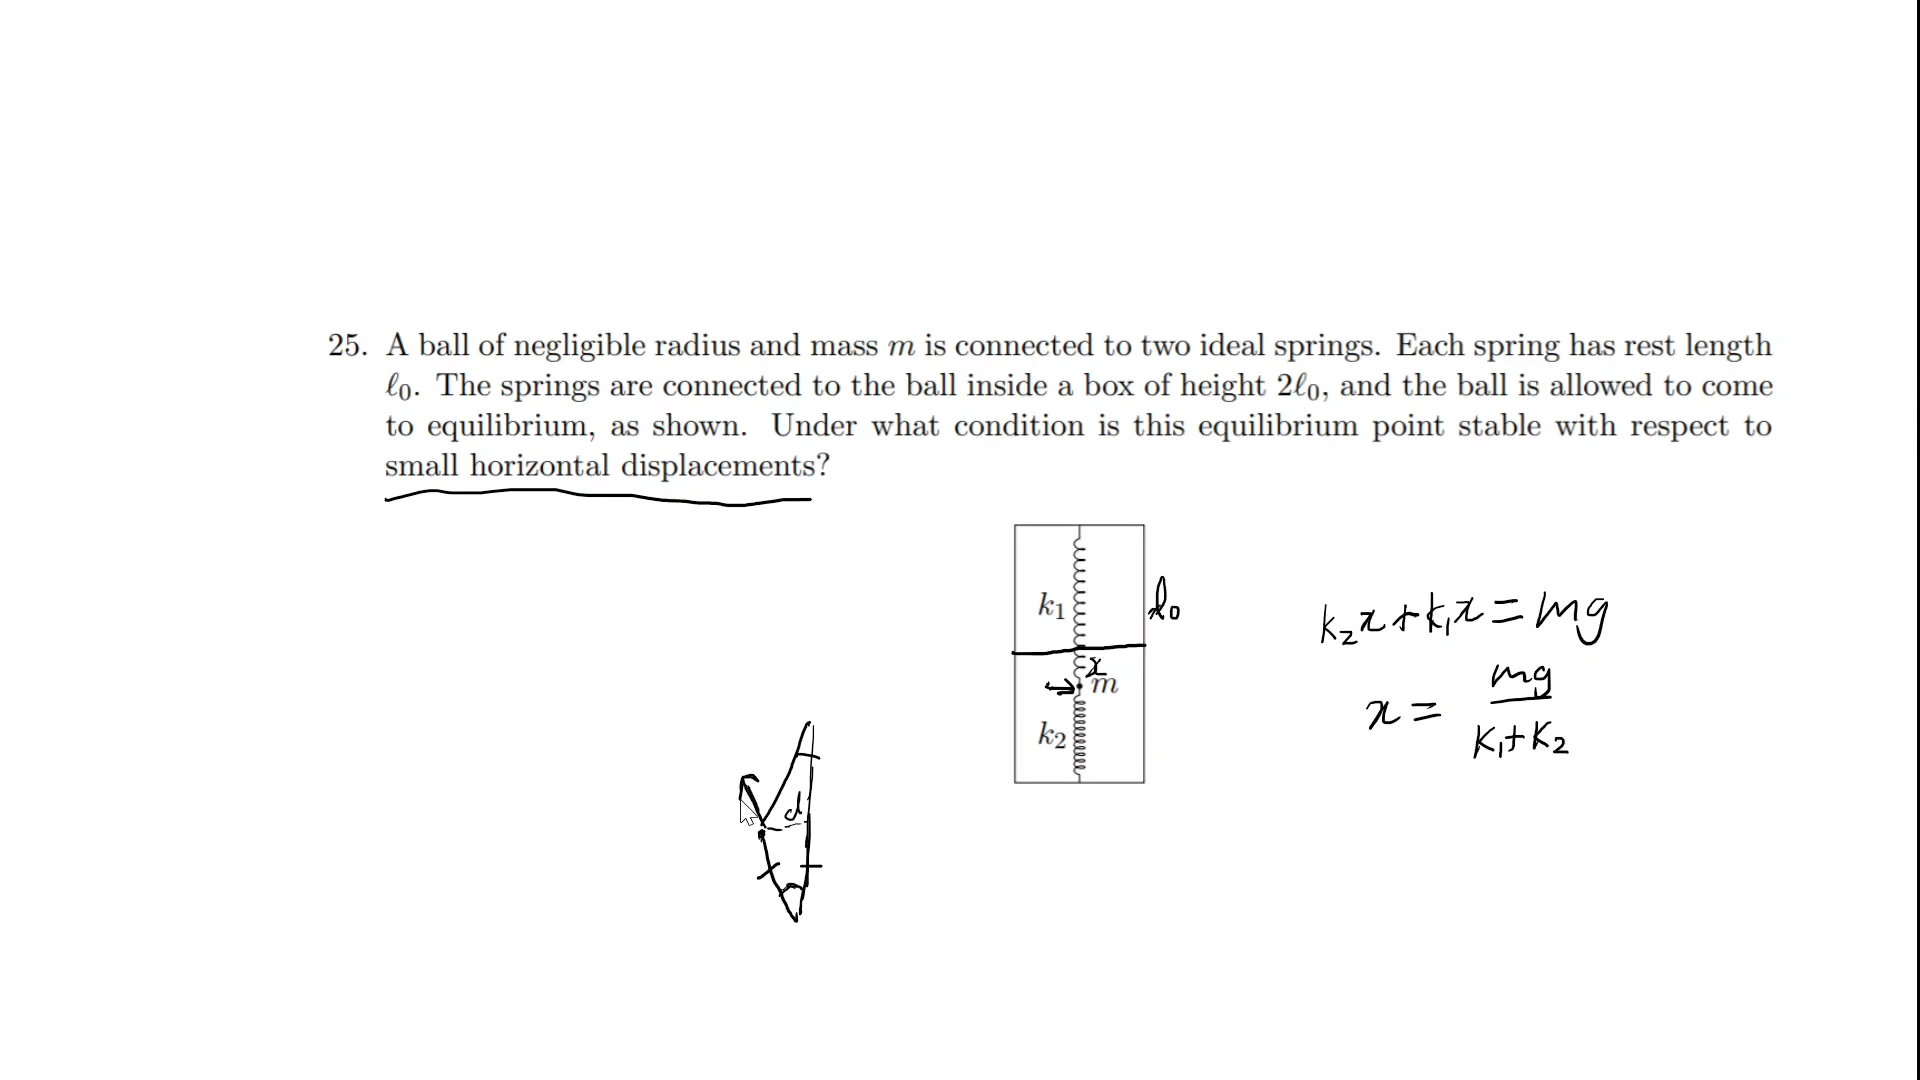 25. A ball of negligible radius and mass m is connected to two ideal springs. Each spring has rest length
ℓ₀. The springs are connected to the ball inside a box of height 2ℓ₀, and the ball is allowed to come
to equilibrium, as shown. Under what condition is this equilibrium point stable with respect to
small horizontal displacements?
k₁
l₀
x
m
k₂
k₂x+k₁x=mg
x = mg/(K₁+K₂)
d